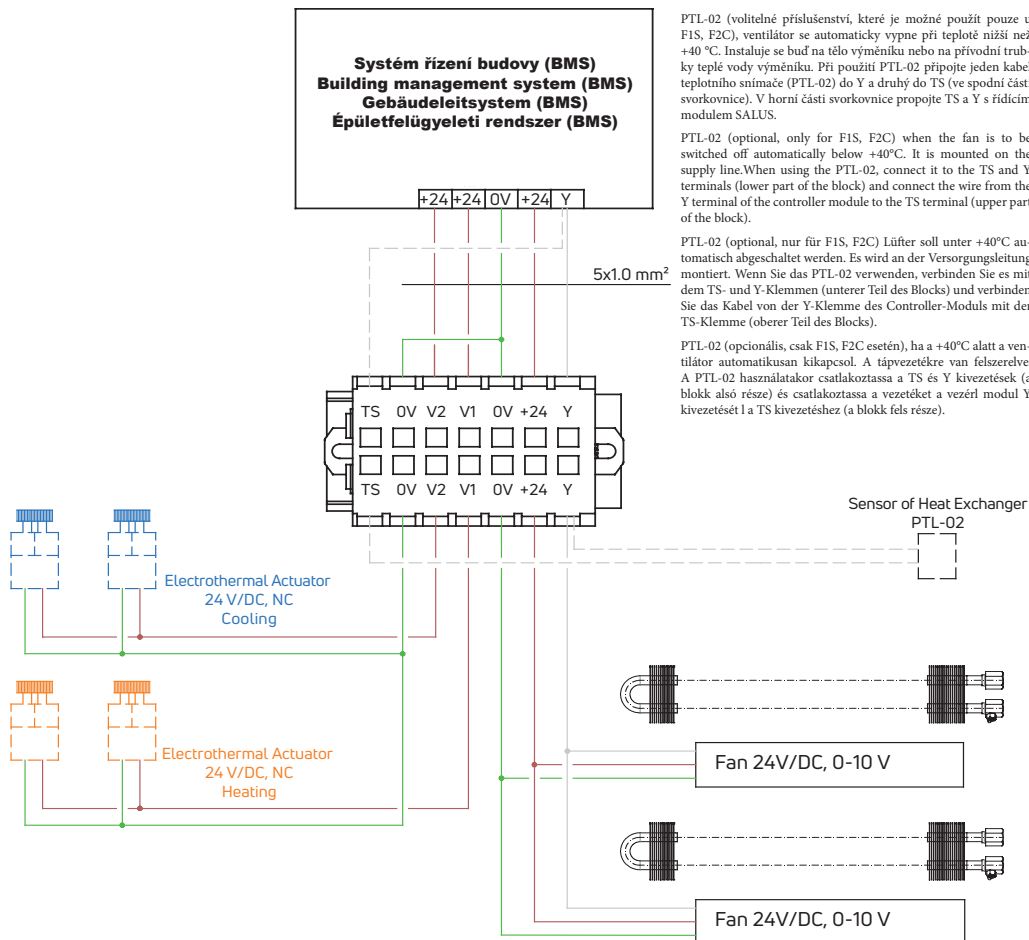 Systém řízení budovy (BMS)
Building management system (BMS)
Gebäudeleitsystem (BMS)
Épületfelügyeleti rendszer (BMS)
+24 +24 0V +24 Y
5x1.0 mm²
PTL-02 (volitelné příslušenství, které je možné použít pouze u
F1S, F2C), ventilátor se automaticky vypne při teplotě nižší než
+40 °C. Instaluje se buď na tělo výměníku nebo na přívodní trub-
ky teplé vody výměníku. Při použití PTL-02 připojte jeden kabel
teplotního snímače (PTL-02) do Y a druhý do TS (ve spodní části
svorkovnice). V horní části svorkovnice propojte TS a Y s řídícím
modulem SALUS.
PTL-02 (optional, only for F1S, F2C) when the fan is to be
switched off automatically below +40°C. It is mounted on the
supply line.When using the PTL-02, connect it to the TS and Y
terminals (lower part of the block) and connect the wire from the
Y terminal of the controller module to the TS terminal (upper part
of the block).
PTL-02 (optional, nur für F1S, F2C) Lüfter soll unter +40°C au-
tomatisch abgeschaltet werden. Es wird an der Versorgungsleitung
montiert. Wenn Sie das PTL-02 verwenden, verbinden Sie es mit
dem TS- und Y-Klemmen (unterer Teil des Blocks) und verbinden
Sie das Kabel von der Y-Klemme des Controller-Moduls mit der
TS-Klemme (oberer Teil des Blocks).
PTL-02 (opcionális, csak F1S, F2C esetén), ha a +40°C alatt a ven-
tilátor automatikusan kikapcsol. A tápvezetékre van felszerelve.
A PTL-02 használatakor csatlakoztassa a TS és Y kivezetések (a
blokk alsó része) és csatlakoztassa a vezetéket a vezérl modul Y
kivezetését l a TS kivezetéshez (a blokk fels része).
TS 0V V2 V1 0V +24 Y
TS 0V V2 V1 0V +24 Y
Sensor of Heat Exchanger
PTL-02
Electrothermal Actuator
24 V/DC, NC
Cooling
Electrothermal Actuator
24 V/DC, NC
Heating
Fan 24V/DC, 0-10 V
Fan 24V/DC, 0-10 V